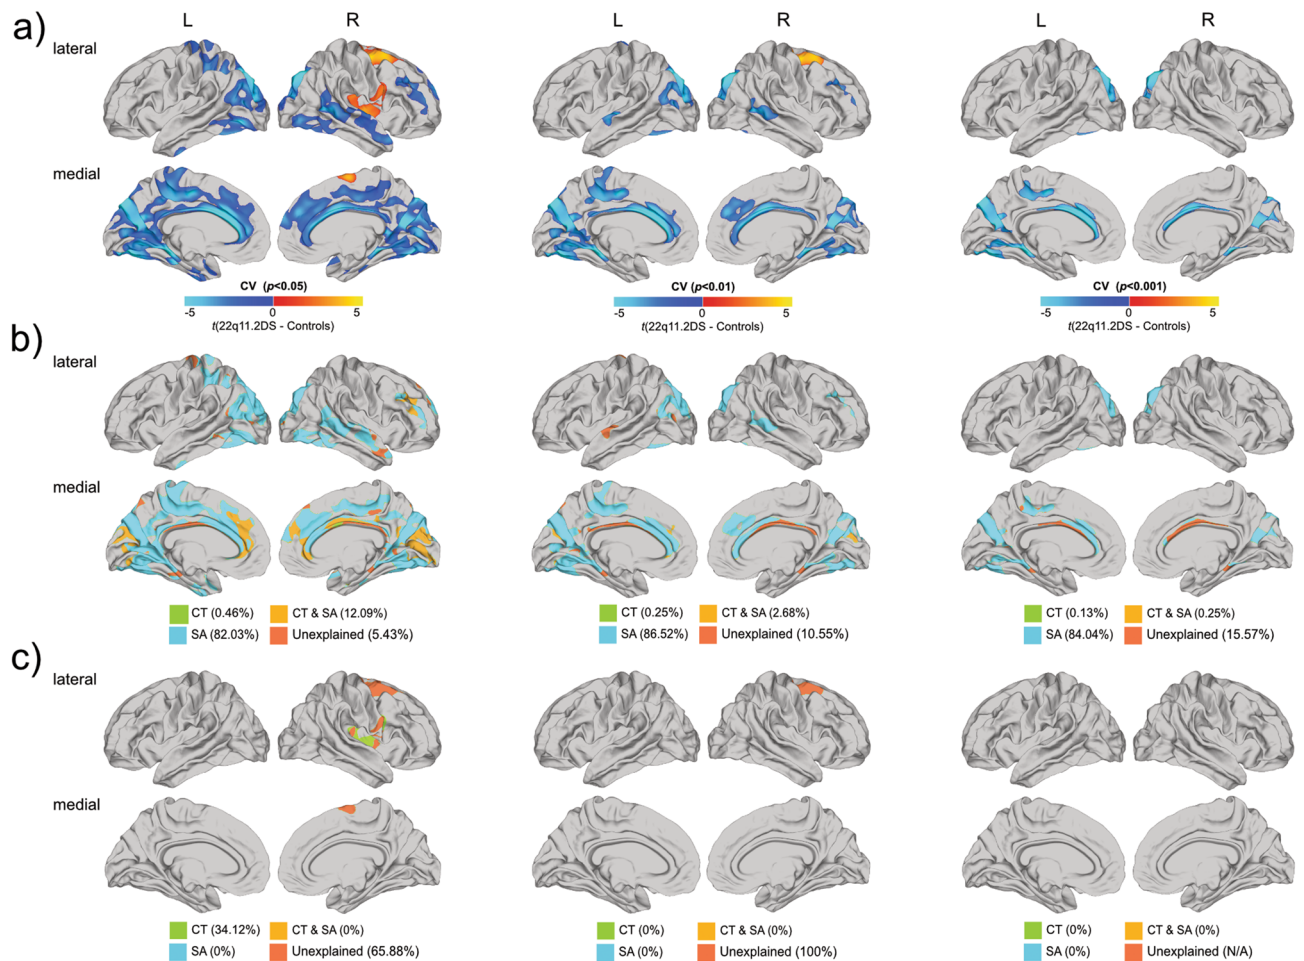 L R L R L R
a)
lateral
medial
CV (p<0.05) CV (p<0.01) CV (p<0.001)
-5 0 5 -5 0 5 -5 0 5
t(22q11.2DS - Controls) t(22q11.2DS - Controls) t(22q11.2DS - Controls)
b)
lateral
medial
CT (0.46%) CT & SA (12.09%) CT (0.25%) CT & SA (2.68%) CT (0.13%) CT & SA (0.25%)
SA (82.03%) Unexplained (5.43%) SA (86.52%) Unexplained (10.55%) SA (84.04%) Unexplained (15.57%)
c)
lateral
medial
CT (34.12%) CT & SA (0%) CT (0%) CT & SA (0%) CT (0%) CT & SA (0%)
SA (0%) Unexplained (65.88%) SA (0%) Unexplained (100%) SA (0%) Unexplained (N/A)